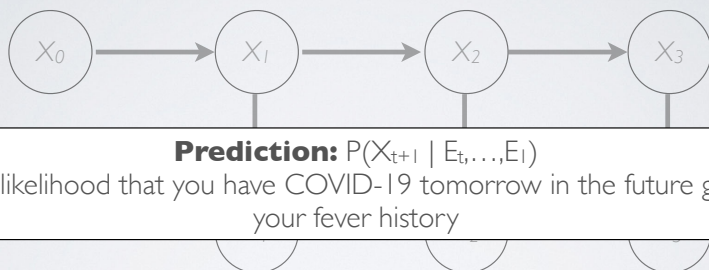 X₀ X₁ X₂ X₃
Prediction: P(Xₜ₊₁ | Eₜ,…,E₁)
likelihood that you have COVID-19 tomorrow in the future
your fever history